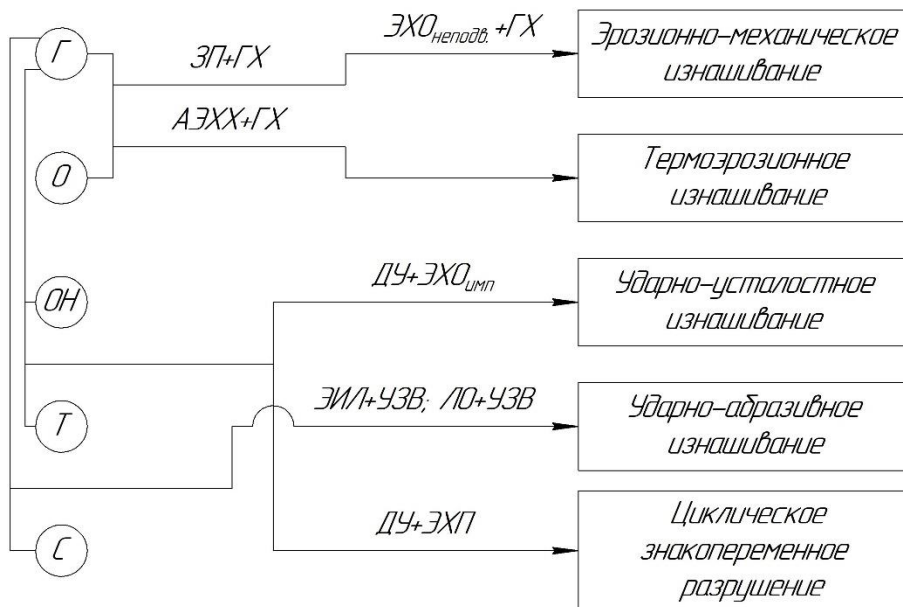 Г
ЗП+ГХ
ЭХО неподв. +ГХ
Эрозионно-механическое
изнашивание
О
АЭХХ+ГХ
Термоэрозионное
изнашивание
ОН
ДУ+ЭХО имп
Ударно-усталостное
изнашивание
Т
ЭИЛ+УЗВ; ЛО+УЗВ
Ударно-абразивное
изнашивание
С
ДУ+ЭХП
Циклическое
знакопеременное
разрушение